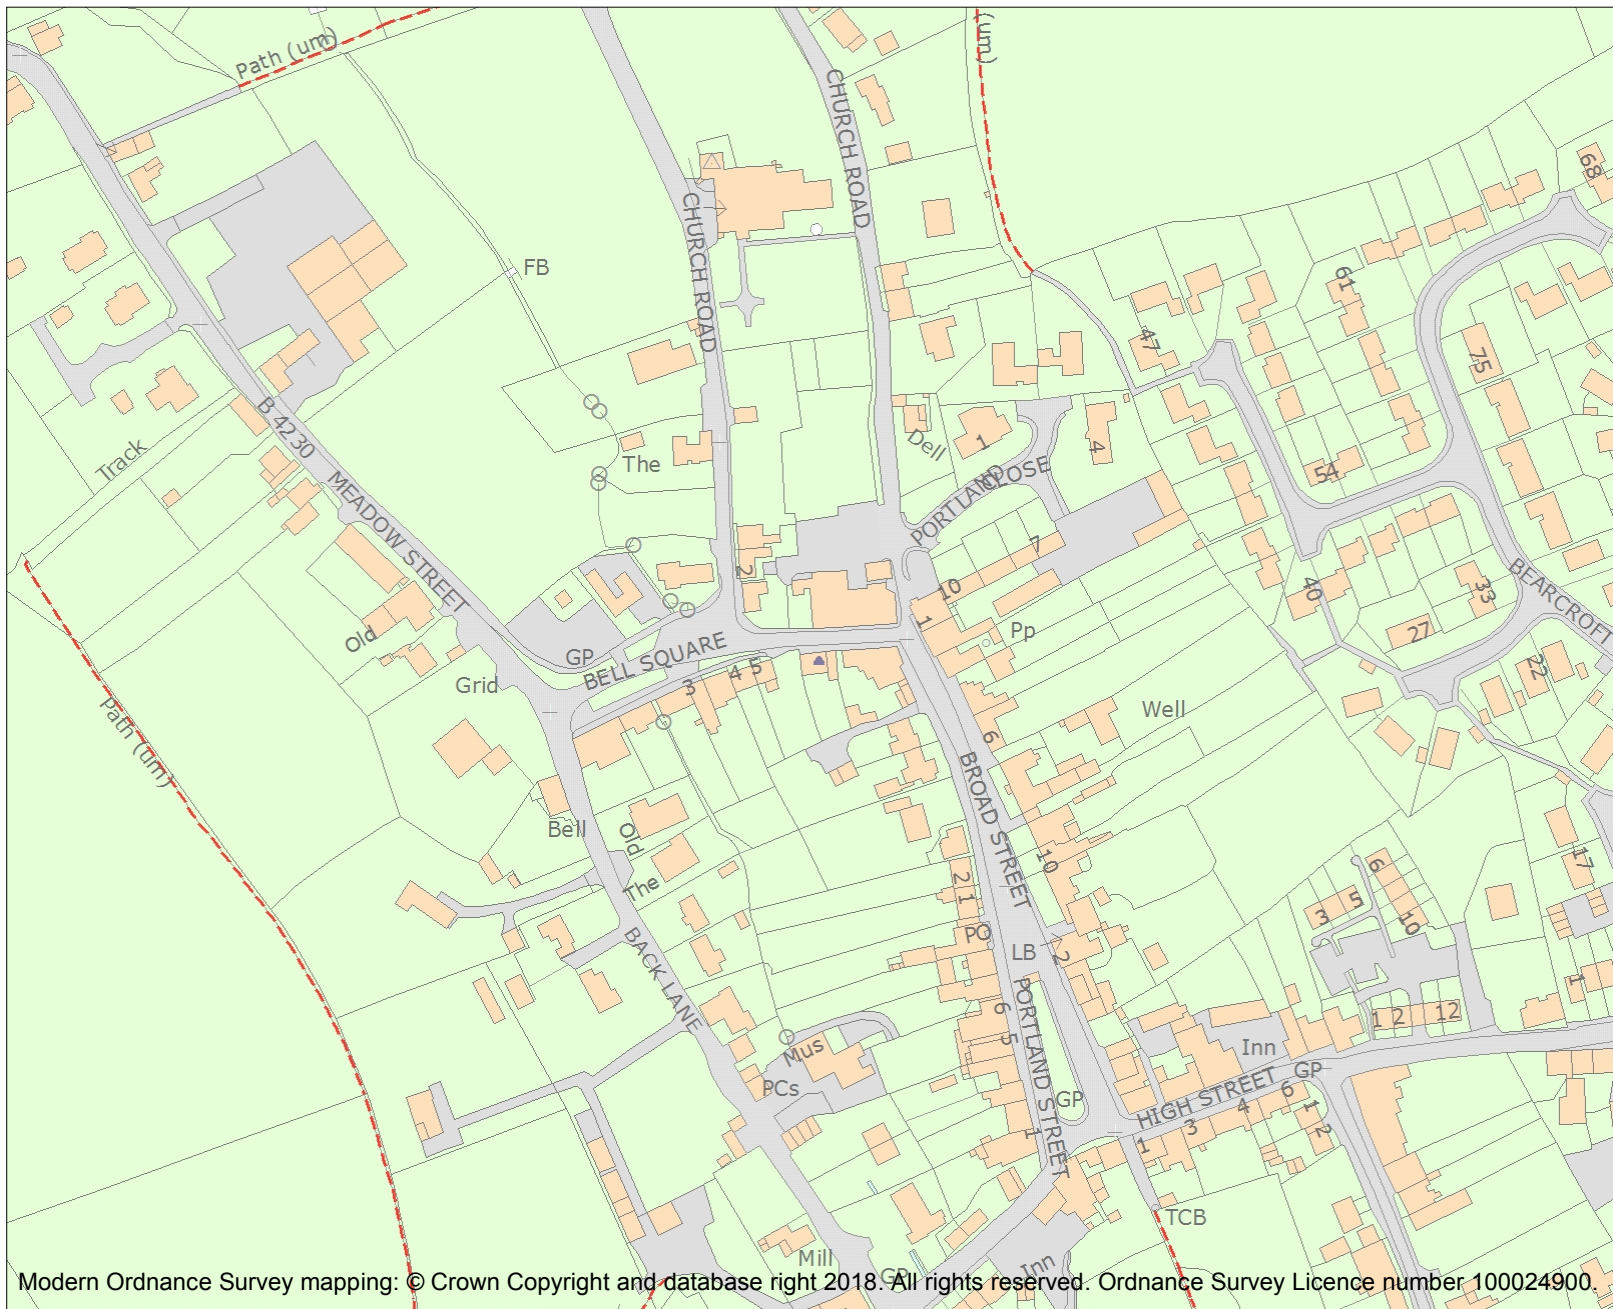 Path (um)
(um)
CHURCH ROAD
68
CHURCH ROAD
FB
61
47
75
B 4230
Track
The
Dell
1
4
54
PORTLAND
CLOSE
MEADOW STREET
7
2
10
40
33
BEARCROFT
Old
BELL SQUARE
GP
1
Pp
27
22
Grid
3
4
5
6
Well
Path (um)
BROAD STREET
Bell
Old
The
10
2
1
6
17
3
5
10
PO
LB
2
BACK LANE
PORTLAND STREET
6
5
1
1
2
12
Mus
Inn
GP
PCs
GP
HIGH STREET
6
4
3
1
1
2
1
TCB
Mill
GP
Inn
Modern Ordnance Survey mapping: © Crown Copyright and database right 2018. All rights reserved. Ordnance Survey Licence number 100024900.